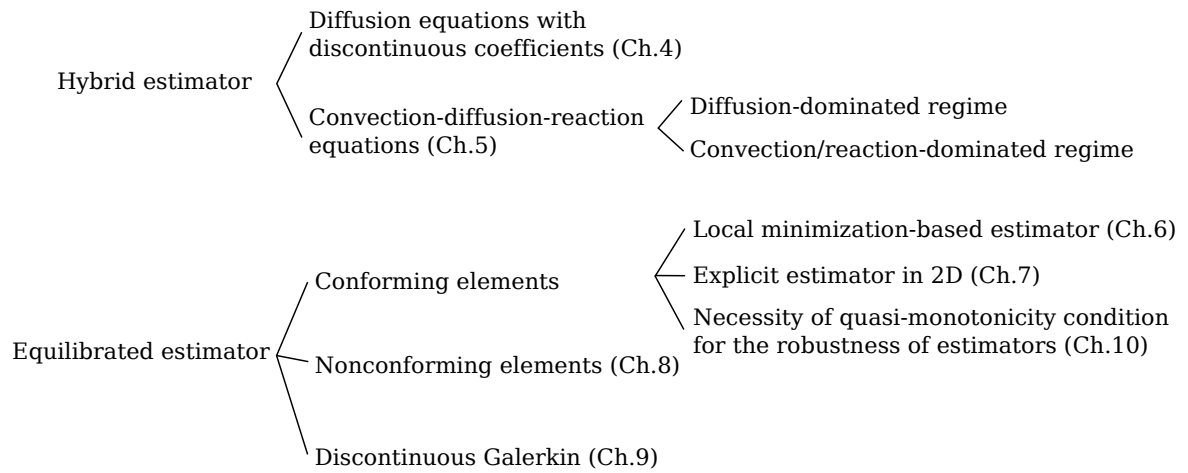 Hybrid estimator
Diffusion equations with
discontinuous coefficients (Ch.4)
Convection-diffusion-reaction
equations (Ch.5)
Diffusion-dominated regime
Convection/reaction-dominated regime
Equilibrated estimator
Conforming elements
Local minimization-based estimator (Ch.6)
Explicit estimator in 2D (Ch.7)
Necessity of quasi-monotonicity condition
for the robustness of estimators (Ch.10)
Nonconforming elements (Ch.8)
Discontinuous Galerkin (Ch.9)